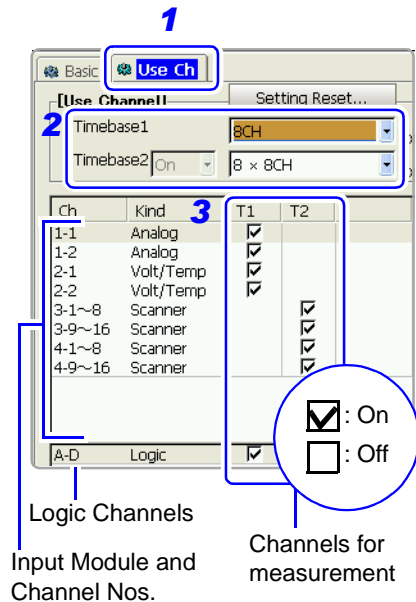 1
Basic Use Ch
[Use Channel] Setting Reset...
2 Timebase1 8CH
Timebase2 On 8 × 8CH
Ch Kind 3 T1 T2
1-1 Analog
1-2 Analog
2-1 Volt/Temp
2-2 Volt/Temp
3-1~8 Scanner
3-9~16 Scanner
4-1~8 Scanner
4-9~16 Scanner
: On
: Off
A-D Logic
Logic Channels
Input Module and
Channel Nos.
Channels for
measurement